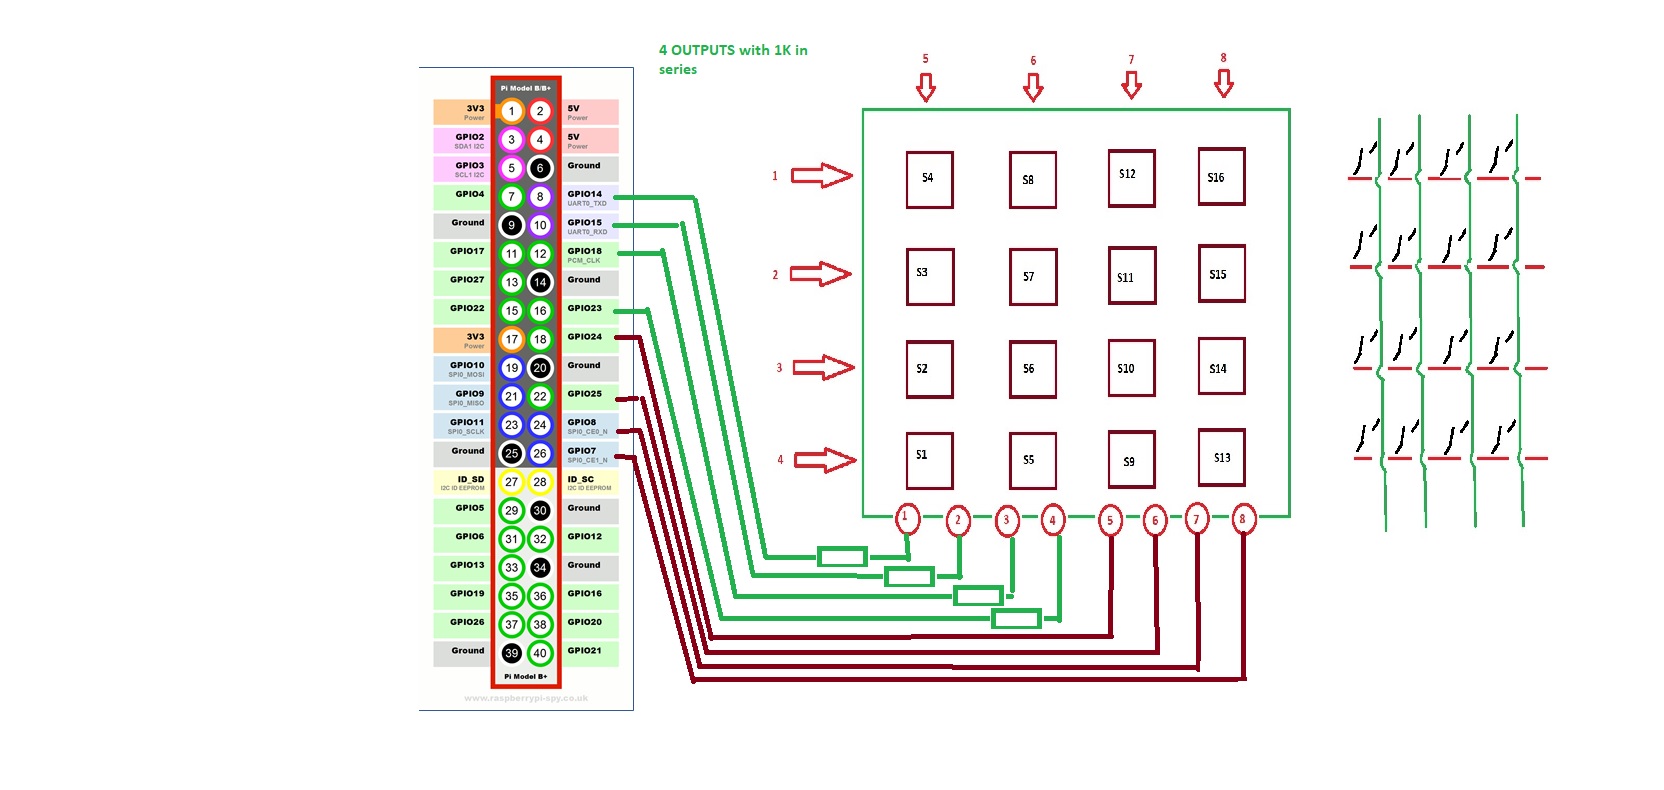 4 OUTPUTS with 1K in
series
5
6
7
8
Pi Model B/B+
3V3
Power
1
2
5V
Power
GPIO2
SDA1 I2C
3
4
5V
Power
GPIO3
SCL1 I2C
5
6
Ground
GPIO4
7
8
GPIO14
UART0_TXD
Ground
9
10
GPIO15
UART0_RXD
GPIO17
11
12
GPIO18
PCM_CLK
GPIO27
13
14
Ground
GPIO22
15
16
GPIO23
3V3
Power
17
18
GPIO24
GPIO10
SPI0_MOSI
19
20
Ground
GPIO9
SPI0_MISO
21
22
GPIO25
GPIO11
SPI0_SCLK
23
24
GPIO8
SPI0_CE0_N
Ground
25
26
GPIO7
SPI0_CE1_N
ID_SD
I2C ID EEPROM
27
28
ID_SC
I2C ID EEPROM
GPIO5
29
30
Ground
GPIO6
31
32
GPIO12
GPIO13
33
34
Ground
GPIO19
35
36
GPIO16
GPIO26
37
38
GPIO20
Ground
39
40
GPIO21
Pi Model B+
www.raspberrypi-spy.co.uk
1
S4
S8
S12
S16
2
S3
S7
S11
S15
3
S2
S6
S10
S14
4
S1
S5
S9
S13
1
2
3
4
5
6
7
8